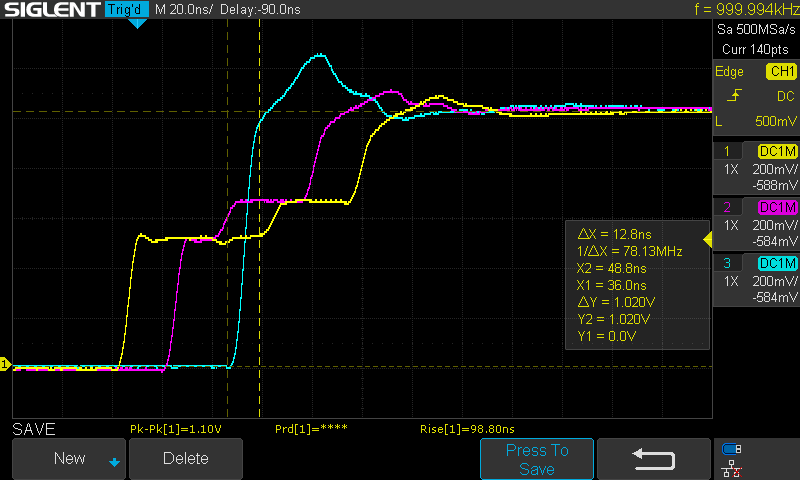 SIGLENT Trig'd M 20.0ns/ Delay:-90.0ns f = 999.994kHz
Sa 500MSa/s
Curr 140pts
Edge CH1
DC
L 500mV
1 DC1M
1X 200mV/
-588mV
2 DC1M
1X 200mV/
-584mV
3 DC1M
1X 200mV/
-584mV
ΔX = 12.8ns
1/ΔX = 78.13MHz
X2 = 48.8ns
X1 = 36.0ns
ΔY = 1.020V
Y2 = 1.020V
Y1 = 0.0V
1
SAVE Pk-Pk[1]=1.10V Prd[1]=**** Rise[1]=98.80ns
New Delete Press To
Save